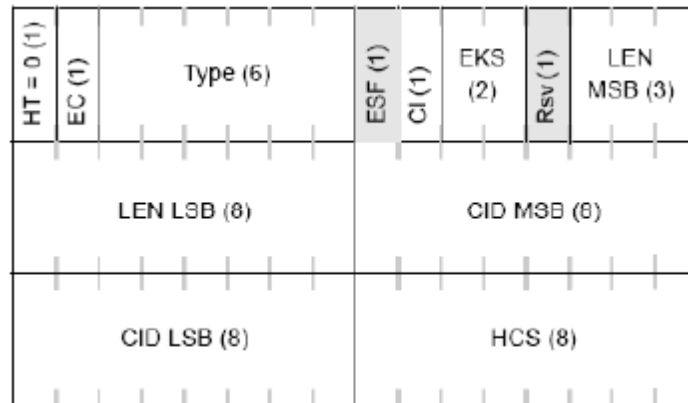 HT = 0 (1)
EC (1)
Type (6)
ESF (1)
CI (1)
EKS
(2)
Rsv (1)
LEN
MSB (3)
LEN LSB (8)
CID MSB (8)
CID LSB (8)
HCS (8)